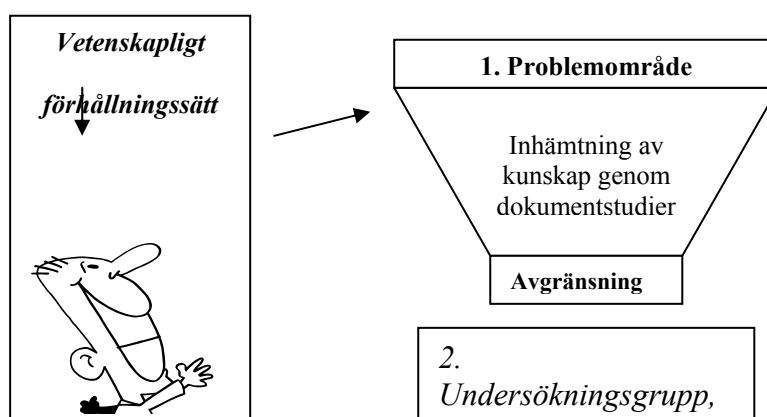 Vetenskapligt
förhållningssätt
1. Problemområde
Inhämtning av
kunskap genom
dokumentstudier
Avgränsning
2.
Undersökningsgrupp,